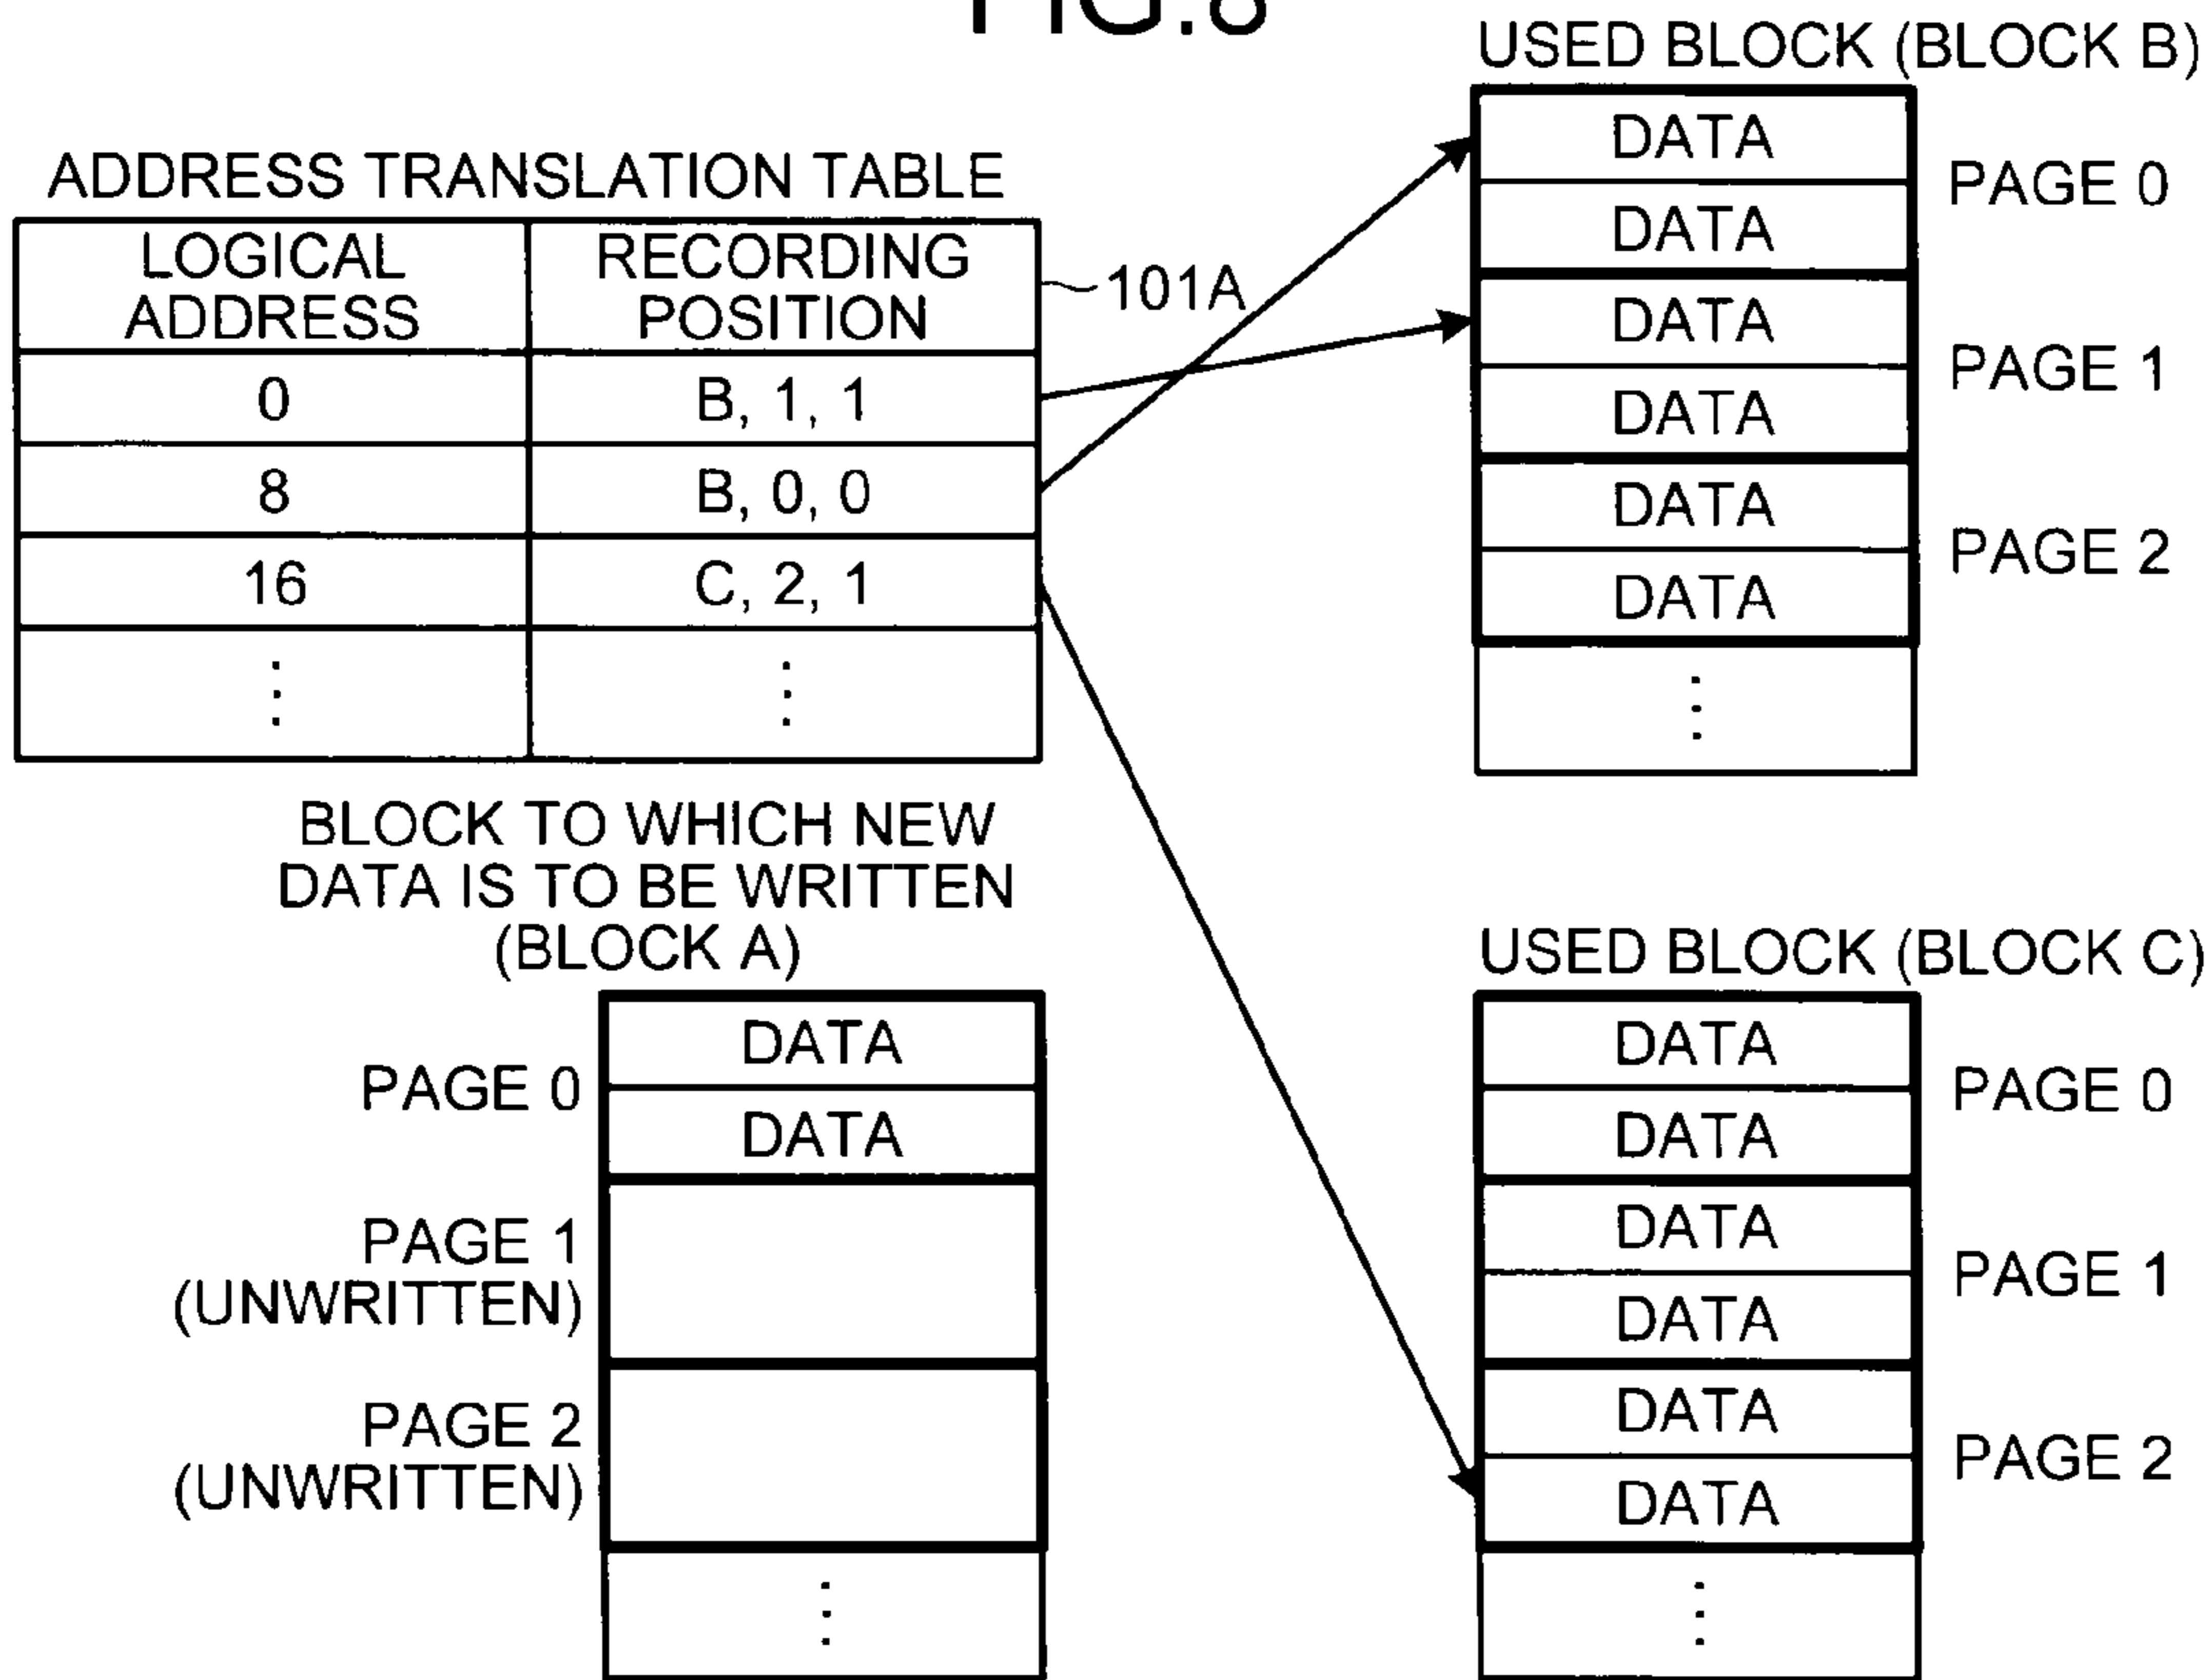 FIG.8
ADDRESS TRANSLATION TABLE
LOGICAL ADDRESS
RECORDING POSITION
101A
0
B, 1, 1
8
B, 0, 0
16
C, 2, 1
USED BLOCK (BLOCK B)
DATA
DATA
PAGE 0
DATA
DATA
PAGE 1
DATA
DATA
PAGE 2
BLOCK TO WHICH NEW
DATA IS TO BE WRITTEN
(BLOCK A)
PAGE 0
DATA
DATA
PAGE 1
(UNWRITTEN)
PAGE 2
(UNWRITTEN)
USED BLOCK (BLOCK C)
DATA
DATA
PAGE 0
DATA
DATA
PAGE 1
DATA
DATA
PAGE 2